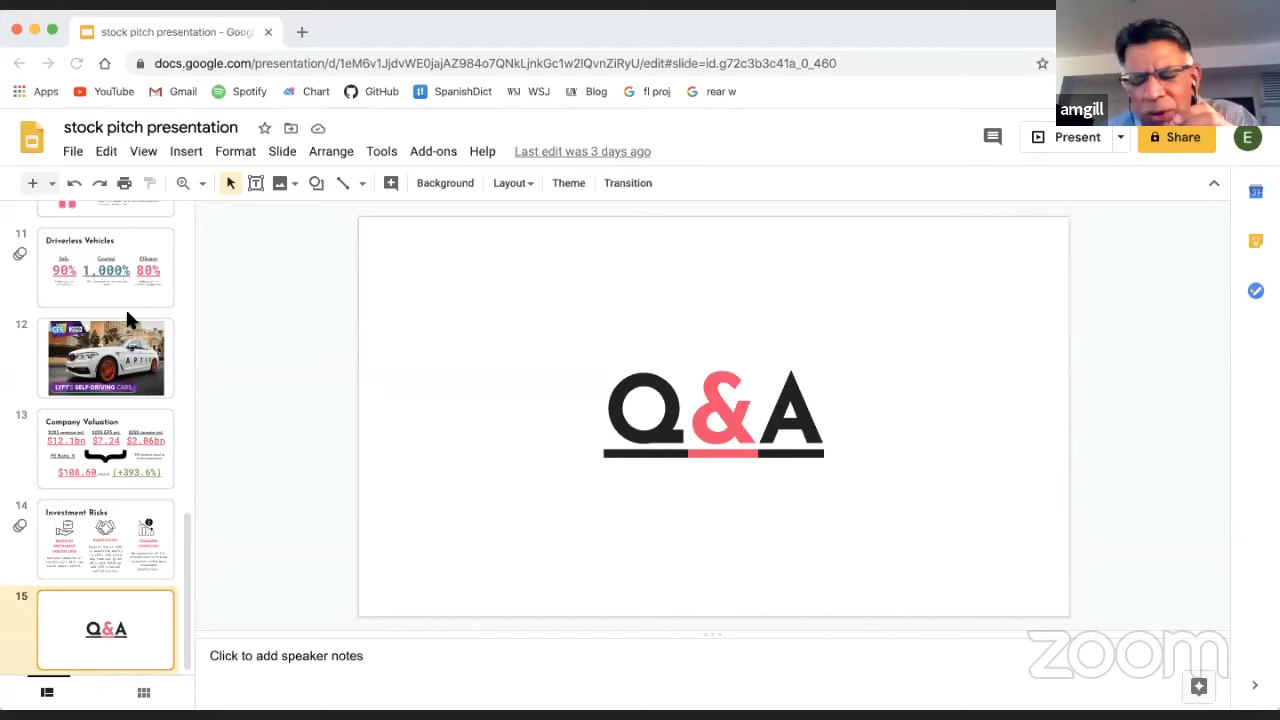 stock pitch presentation - Goog
docs.google.com/presentation/d/1eM6v1JjdvWE0jajAZ984o7QNkLjnkGc1w2lQvnZiRyU/edit#slide=id.g72c3b3c41a_0_460
Apps YouTube Gmail Spotify Chart GitHub SpanishDict WSJ WSJ Blog fl proj rear w
amgill
stock pitch presentation
Present Share E
File Edit View Insert Format Slide Arrange Tools Add-ons Help Last edit was 3 days ago
Background Layout Theme Transition
31
11
Driverless Vehicles
90% 1,000% 80%
12
APTIV
LYFT'S SELF-DRIVING CARS
13
Company Valuation
$12.1bn $7.24 $2.06bn
$108.60 (+393.6%)
14
Investment Risks
15
Q&A
Q&A
Click to add speaker notes
zoom